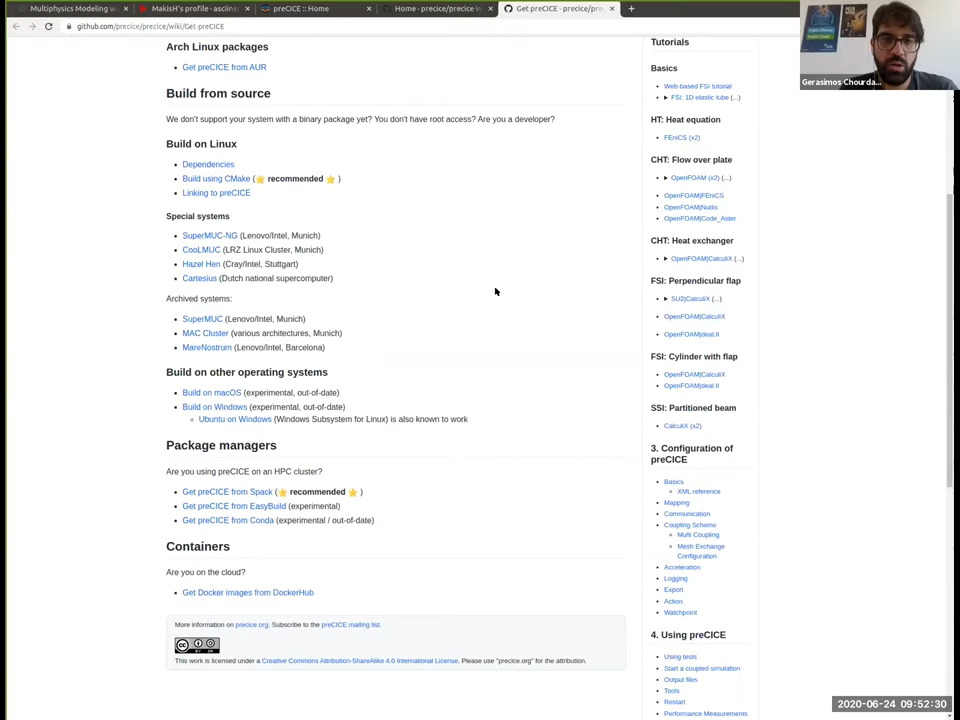 Multiphysics Modeling w
MakisH's profile - asciine
preCICE :: Home
Home · precice/precice W
Get preCICE · precice/pre
github.com/precice/precice/wiki/Get-preCICE
Gerasimos Chourda...
Arch Linux packages
Get preCICE from AUR
Build from source
We don't support your system with a binary package yet? You don't have root access? Are you a developer?
Build on Linux
Dependencies
Build using CMake (⭐ recommended ⭐ )
Linking to preCICE
Special systems
SuperMUC-NG (Lenovo/Intel, Munich)
CooLMUC (LRZ Linux Cluster, Munich)
Hazel Hen (Cray/Intel, Stuttgart)
Cartesius (Dutch national supercomputer)
Archived systems:
SuperMUC (Lenovo/Intel, Munich)
MAC Cluster (various architectures, Munich)
MareNostrum (Lenovo/Intel, Barcelona)
Build on other operating systems
Build on macOS (experimental, out-of-date)
Build on Windows (experimental, out-of-date)
Ubuntu on Windows (Windows Subsystem for Linux) is also known to work
Package managers
Are you using preCICE on an HPC cluster?
Get preCICE from Spack (⭐ recommended ⭐ )
Get preCICE from EasyBuild (experimental)
Get preCICE from Conda (experimental / out-of-date)
Containers
Are you on the cloud?
Get Docker images from DockerHub
More information on precice.org. Subscribe to the preCICE mailing list.
This work is licensed under a Creative Commons Attribution-ShareAlike 4.0 International License. Please use "precice.org" for the attribution.
Tutorials
Basics
Web-based FSI tutorial
FSI: 1D elastic tube (...)
HT: Heat equation
FEniCS (x2)
CHT: Flow over plate
OpenFOAM (x2) (...)
OpenFOAM|FEniCS
OpenFOAM|Nutils
OpenFOAM|Code_Aster
CHT: Heat exchanger
OpenFOAM|CalculiX (...)
FSI: Perpendicular flap
SU2|CalculiX (...)
OpenFOAM|CalculiX
OpenFOAM|deal.II
FSI: Cylinder with flap
OpenFOAM|CalculiX
OpenFOAM|deal.II
SSI: Partitioned beam
CalculiX (x2)
3. Configuration of
preCICE
Basics
XML reference
Mapping
Communication
Coupling Scheme
Multi Coupling
Mesh Exchange
Configuration
Acceleration
Logging
Export
Action
Watchpoint
4. Using preCICE
Using tests
Start a coupled simulation
Output files
Tools
Restart
Performance Measurements
2020-06-24 09:52:30